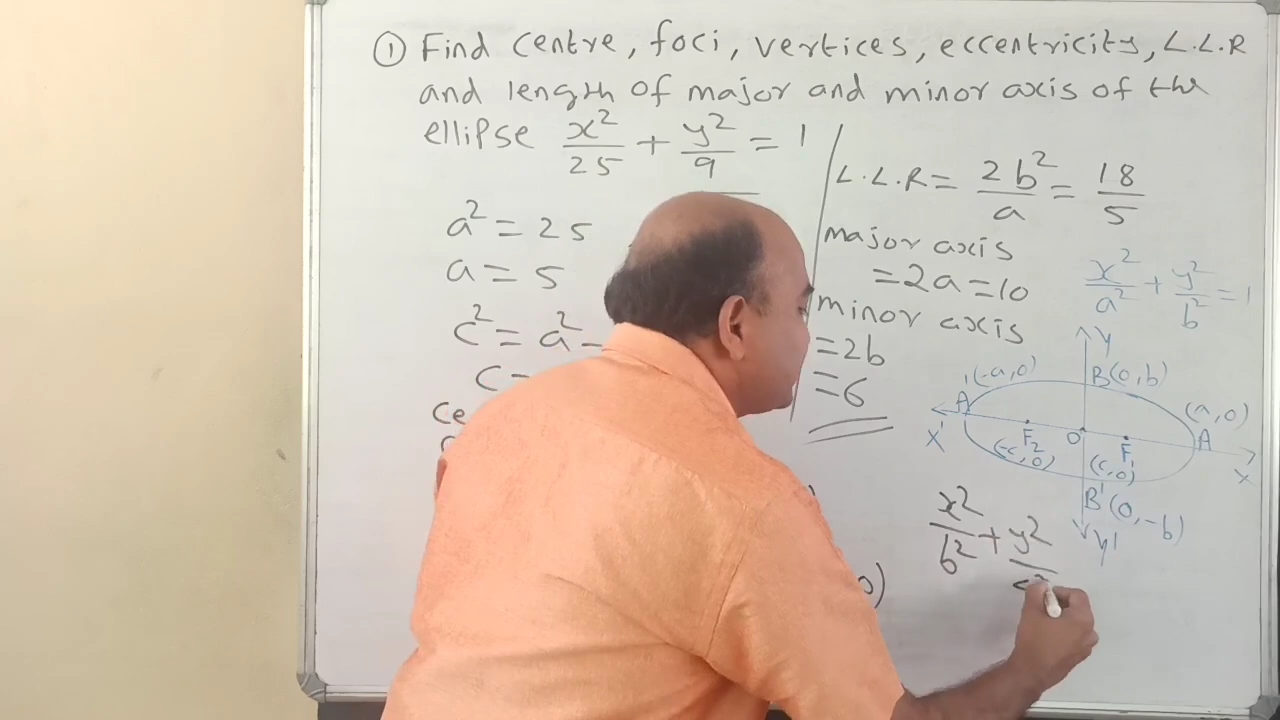 ① Find centre, foci, vertices, eccentricity, L.L.R
and length of major and minor axis of the
ellipse x²/25 + y²/9 = 1
a² = 25
a = 5
c² = a² -
c =
Ce
L.L.R = 2b²/a = 18/5
major axis
= 2a = 10
minor axis
= 2b
= 6
0)
x²/a² + y²/b² = 1
Y
A' (-a,0)
B(0,b)
(a,0)
A
X'
F₂
(-c,0)
O
F₁
(c,0)
X
B' (0,-b)
Y'
x²/b² + y²/